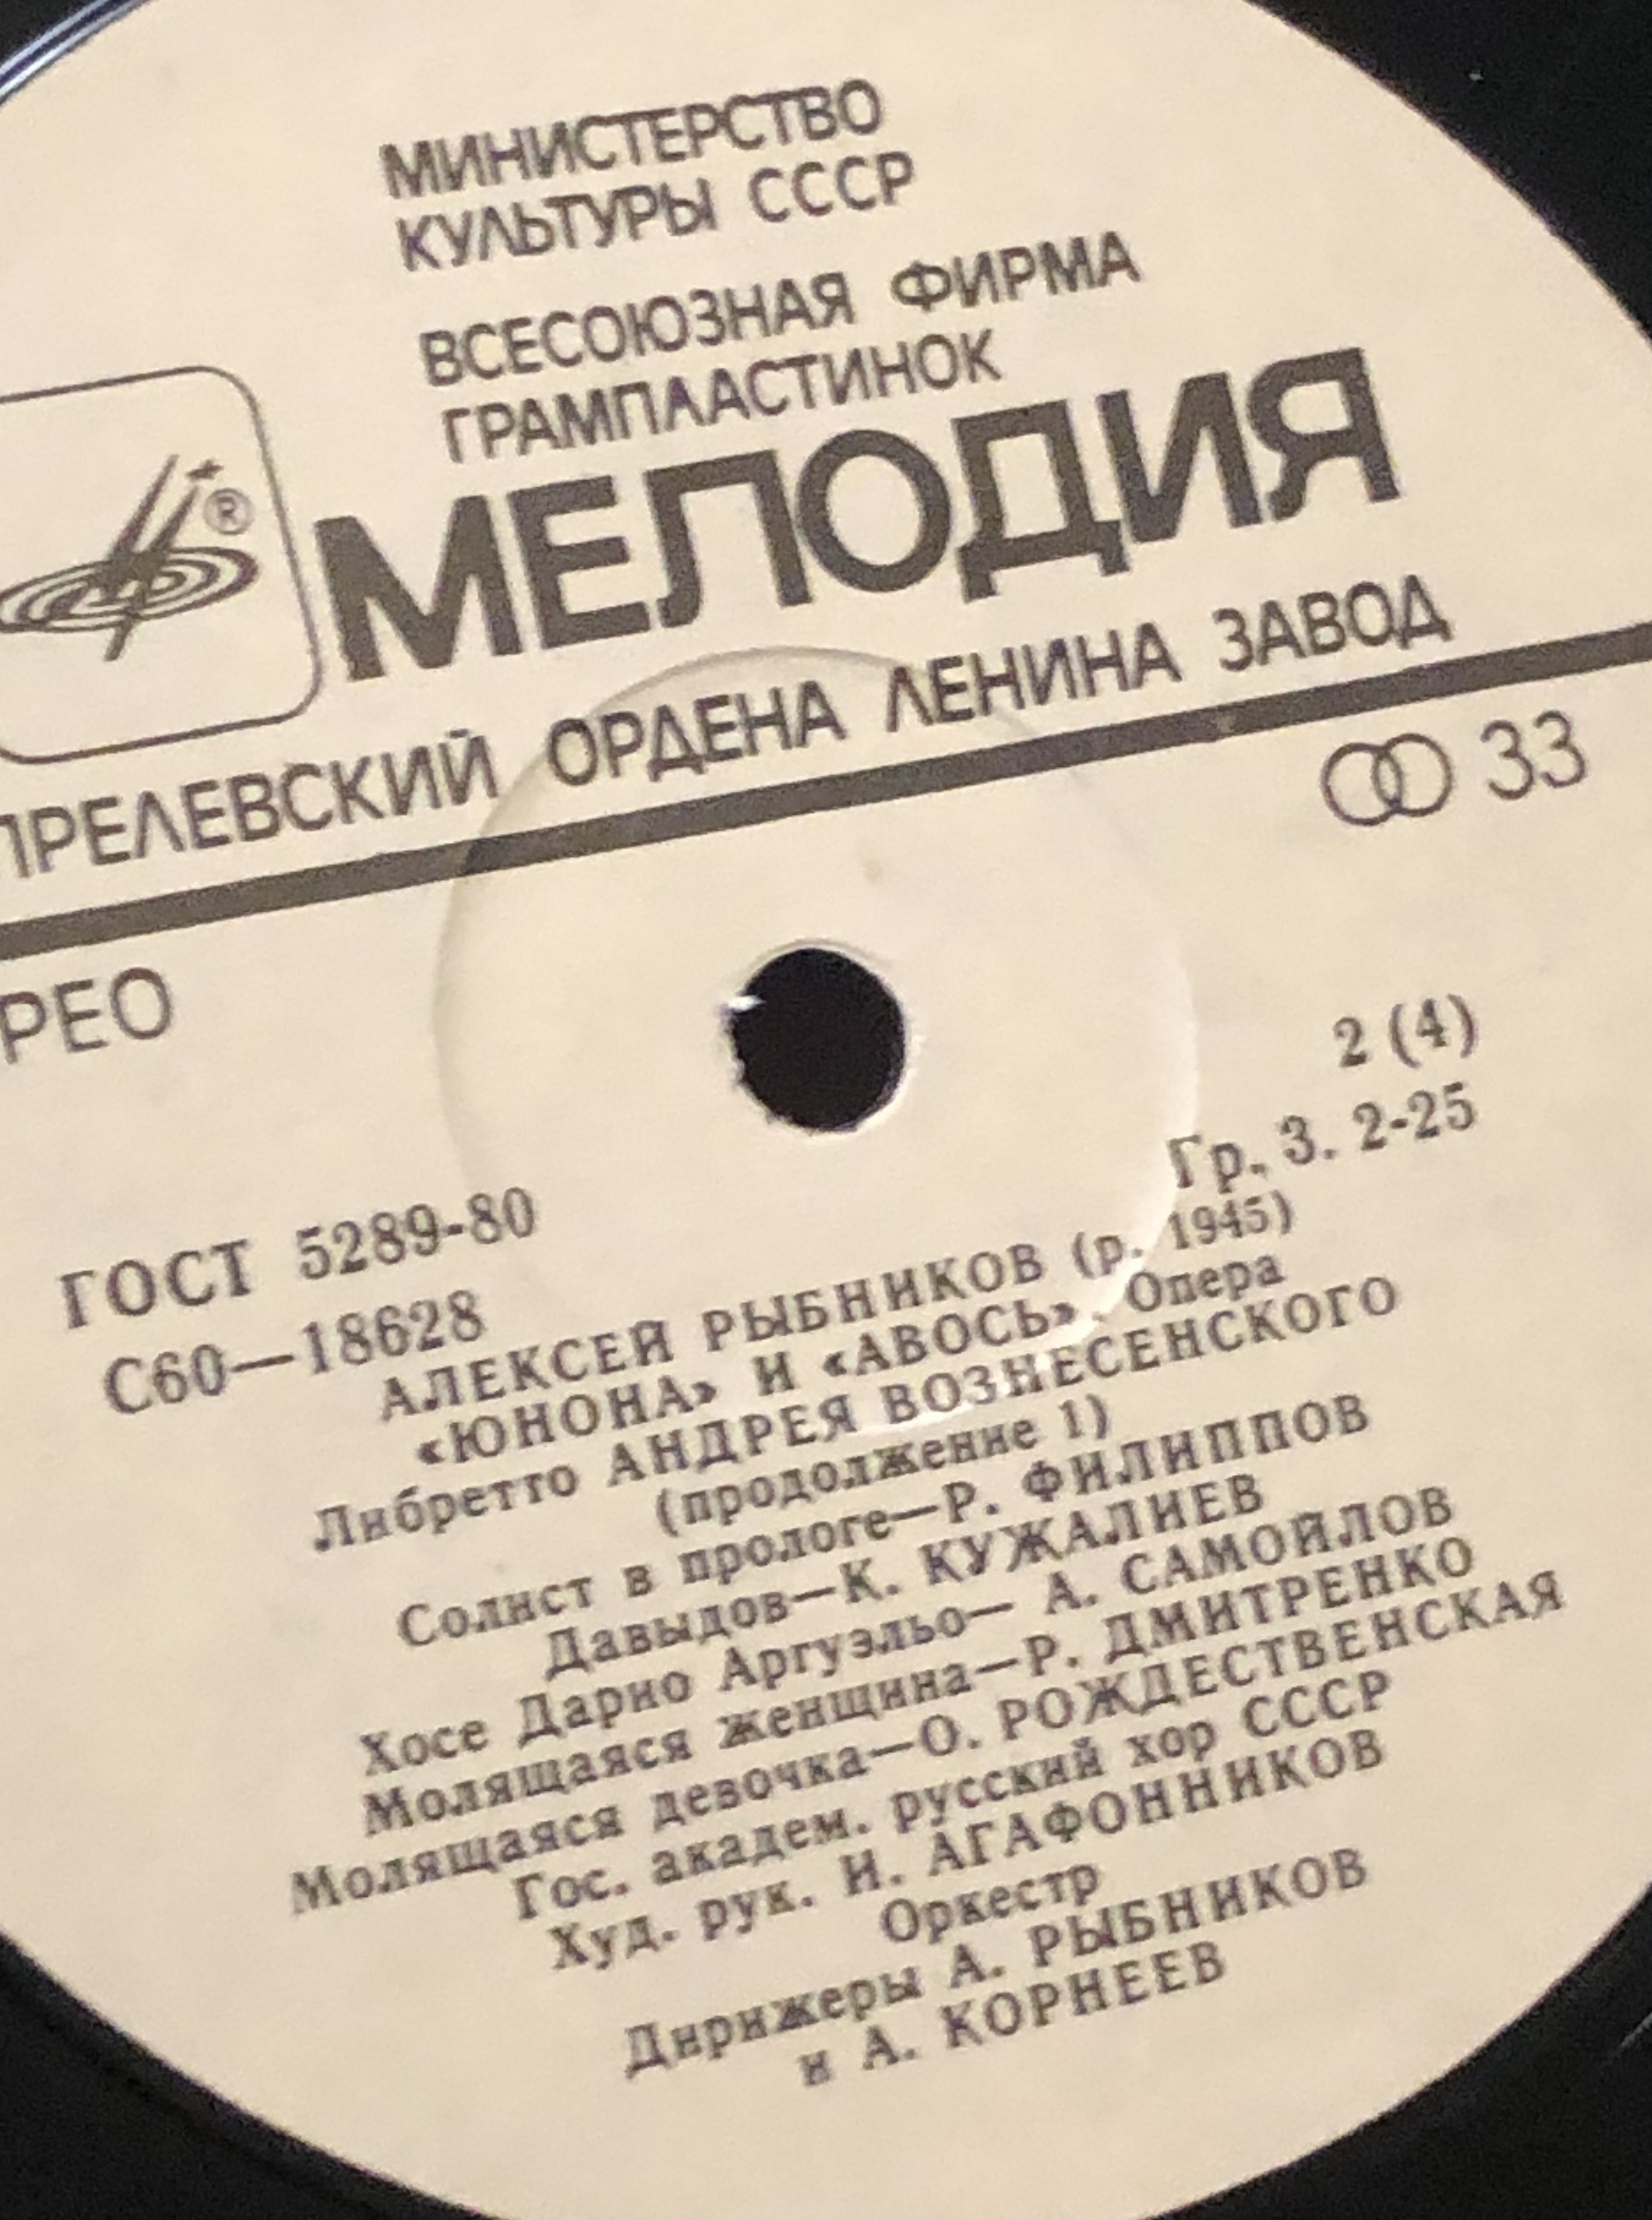 МИНИСТЕРСТВО
КУЛЬТУРЫ СССР
ВСЕСОЮЗНАЯ ФИРМА
ГРАМПЛАСТИНОК
®
МЕЛОДИЯ
ПРЕЛЕВСКИЙ ОРДЕНА ЛЕНИНА ЗАВОД
33
РЕО
2 (4)
Гр. 3. 2-25
ГОСТ 5289-80
С60—18628
АЛЕКСЕЙ РЫБНИКОВ (р. 1945)
«ЮНОНА» И «АВОСЬ». Опера
Либретто АНДРЕЯ ВОЗНЕСЕНСКОГО
(продолжение 1)
Солист в прологе—Р. ФИЛИППОВ
Давыдов—К. КУЖАЛИЕВ
Хосе Дарио Аргуэльо— А. САМОЙЛОВ
Молящаяся женщина—Р. ДМИТРЕНКО
Молящаяся девочка—О. РОЖДЕСТВЕНСКАЯ
Гос. академ. русский хор СССР
Худ. рук. И. АГАФОННИКОВ
Оркестр
Дирижеры А. РЫБНИКОВ
и А. КОРНЕЕВ